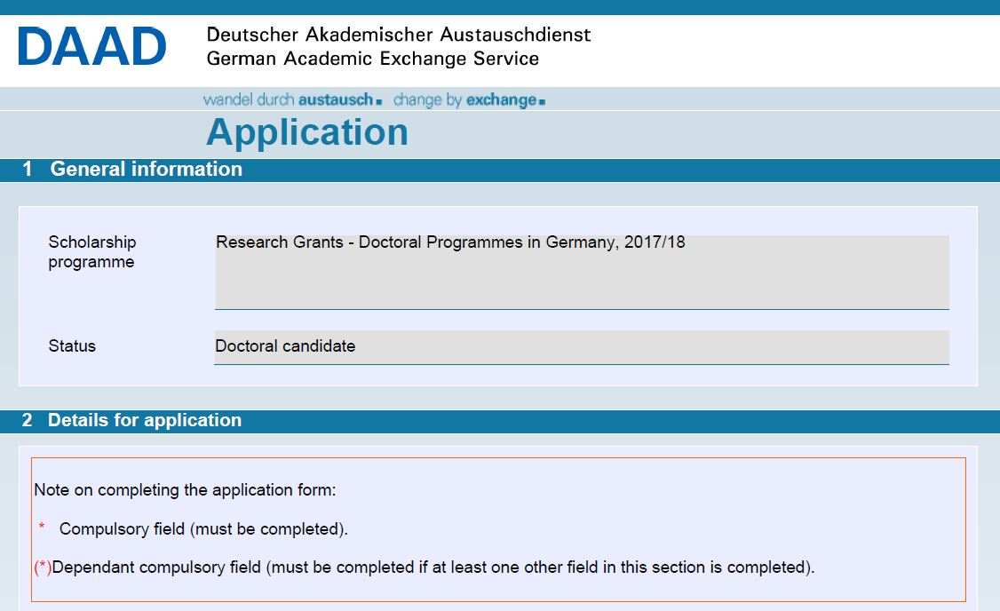 DAAD
Deutscher Akademischer Austauschdienst
German Academic Exchange Service
wandel durch austausch change by exchange
Application
1 General information
Scholarship programme
Research Grants - Doctoral Programmes in Germany, 2017/18
Status
Doctoral candidate
2 Details for application
Note on completing the application form:
* Compulsory field (must be completed).
(*)Dependant compulsory field (must be completed if at least one other field in this section is completed).